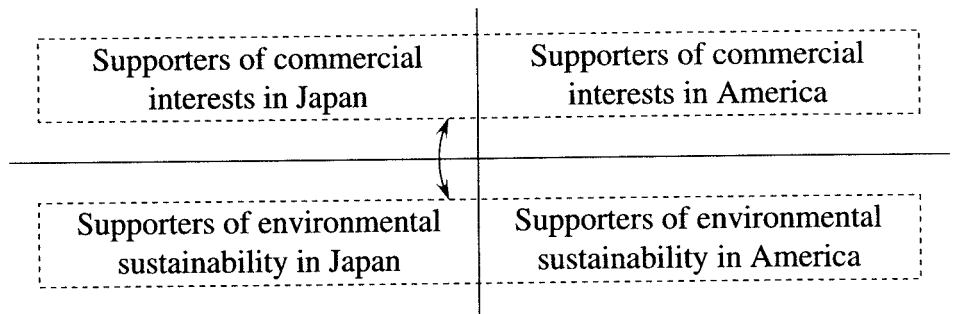 Supporters of commercial
interests in Japan
Supporters of commercial
interests in America
Supporters of environmental
sustainability in Japan
Supporters of environmental
sustainability in America